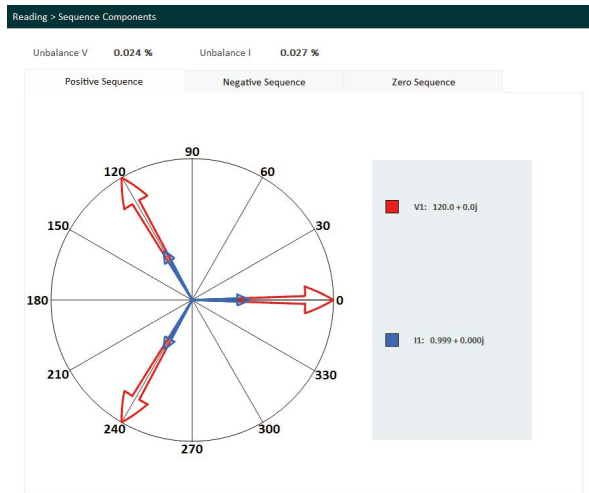 Reading > Sequence Components
Unbalance V 0.024 % Unbalance I 0.027 %
Positive Sequence Negative Sequence Zero Sequence
90
120 60
150 30
V1: 120.0 + 0.0j
180 0
I1: 0.999 + 0.000j
210 330
240 300
270